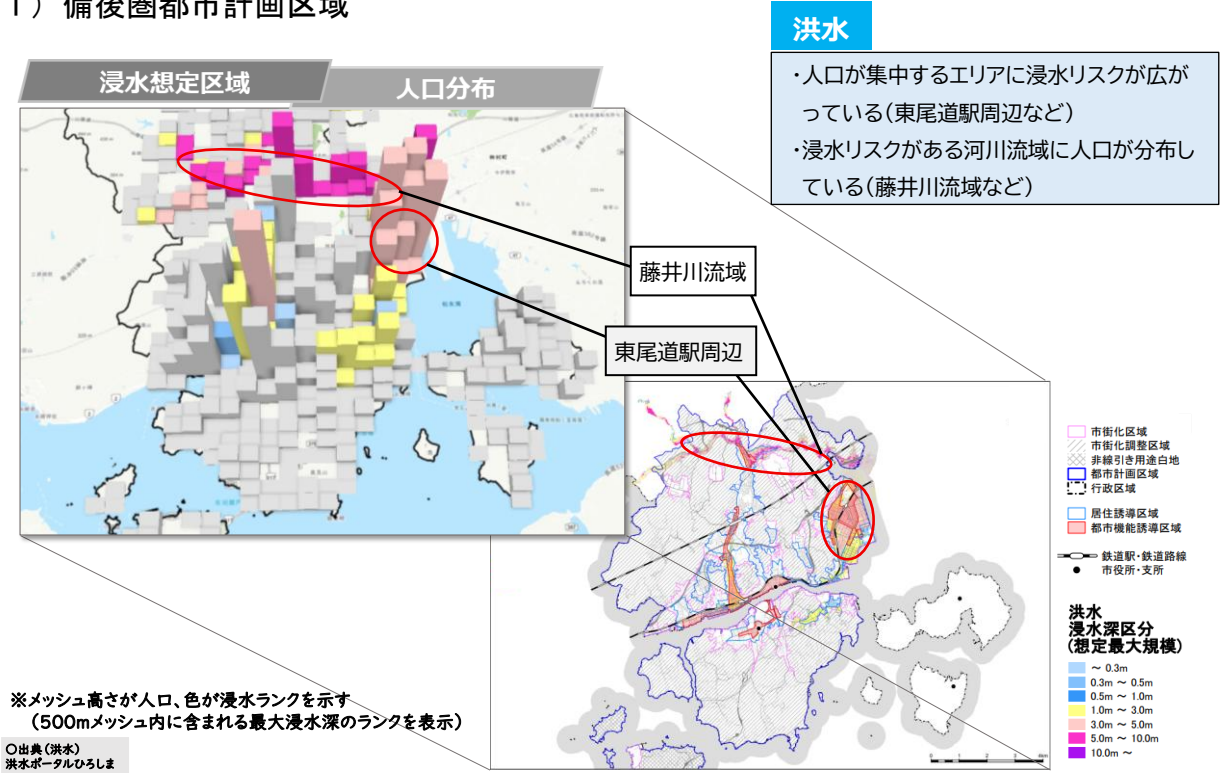 1）備後圏都市計画区域
洪水
・人口が集中するエリアに浸水リスクが広が
っている(東尾道駅周辺など)
・浸水リスクがある河川流域に人口が分布し
ている(藤井川流域など)
浸水想定区域
人口分布
藤井川流域
東尾道駅周辺
市街化区域
市街化調整区域
非線引き用途白地
都市計画区域
行政区域
居住誘導区域
都市機能誘導区域
鉄道駅・鉄道路線
市役所・支所
洪水
浸水深区分
(想定最大規模)
～ 0.3m
0.3m ～ 0.5m
0.5m ～ 1.0m
1.0m ～ 3.0m
3.0m ～ 5.0m
5.0m ～ 10.0m
10.0m ～
※メッシュ高さが人口、色が浸水ランクを示す
（500mメッシュ内に含まれる最大浸水深のランクを表示）
〇出典(洪水)
洪水ポータルひろしま